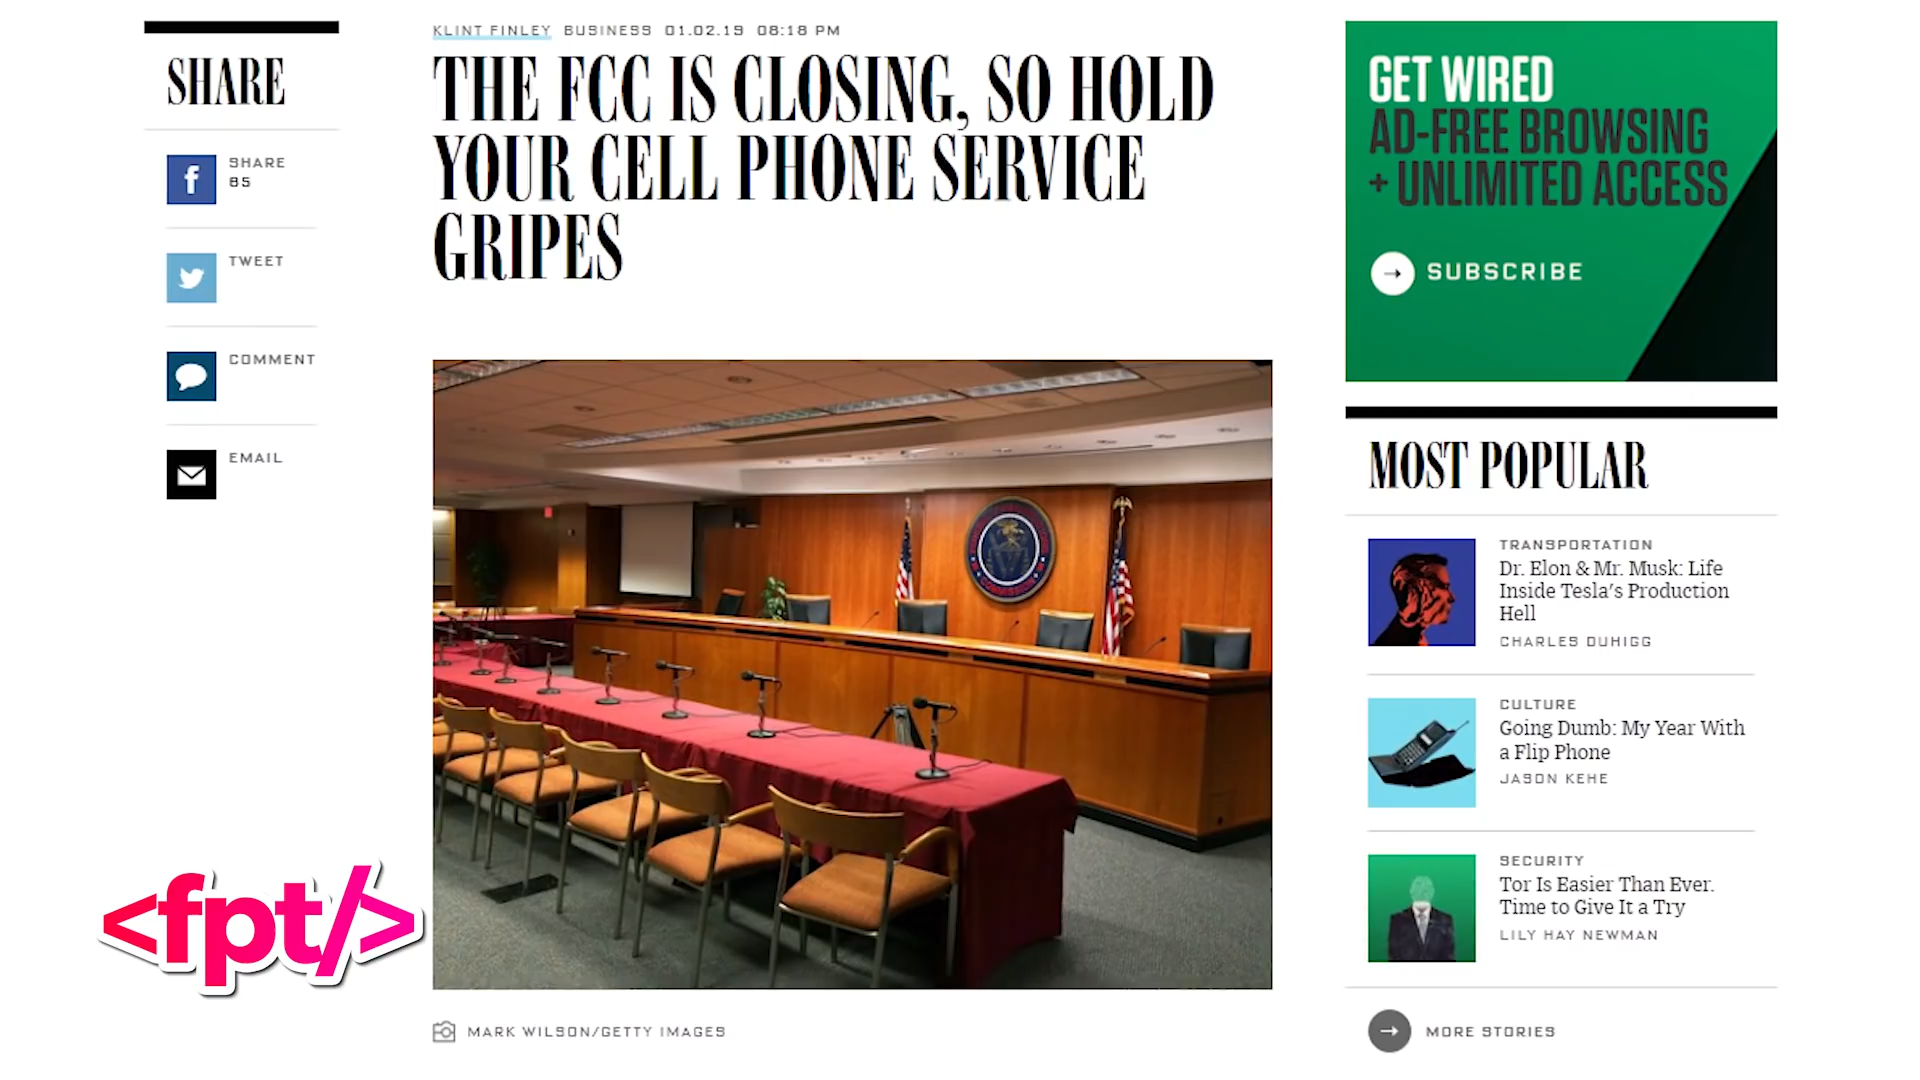 SHARE
SHARE
85
TWEET
COMMENT
EMAIL
KLINT FINLEY BUSINESS 01.02.19 08:18 PM
THE FCC IS CLOSING, SO HOLD
YOUR CELL PHONE SERVICE
GRIPES
MARK WILSON/GETTY IMAGES
<fpt/>
GET WIRED
AD-FREE BROWSING
+ UNLIMITED ACCESS
SUBSCRIBE
MOST POPULAR
TRANSPORTATION
Dr. Elon & Mr. Musk: Life
Inside Tesla's Production
Hell
CHARLES DUHIGG
CULTURE
Going Dumb: My Year With
a Flip Phone
JASON KEHE
SECURITY
Tor Is Easier Than Ever.
Time to Give It a Try
LILY HAY NEWMAN
MORE STORIES